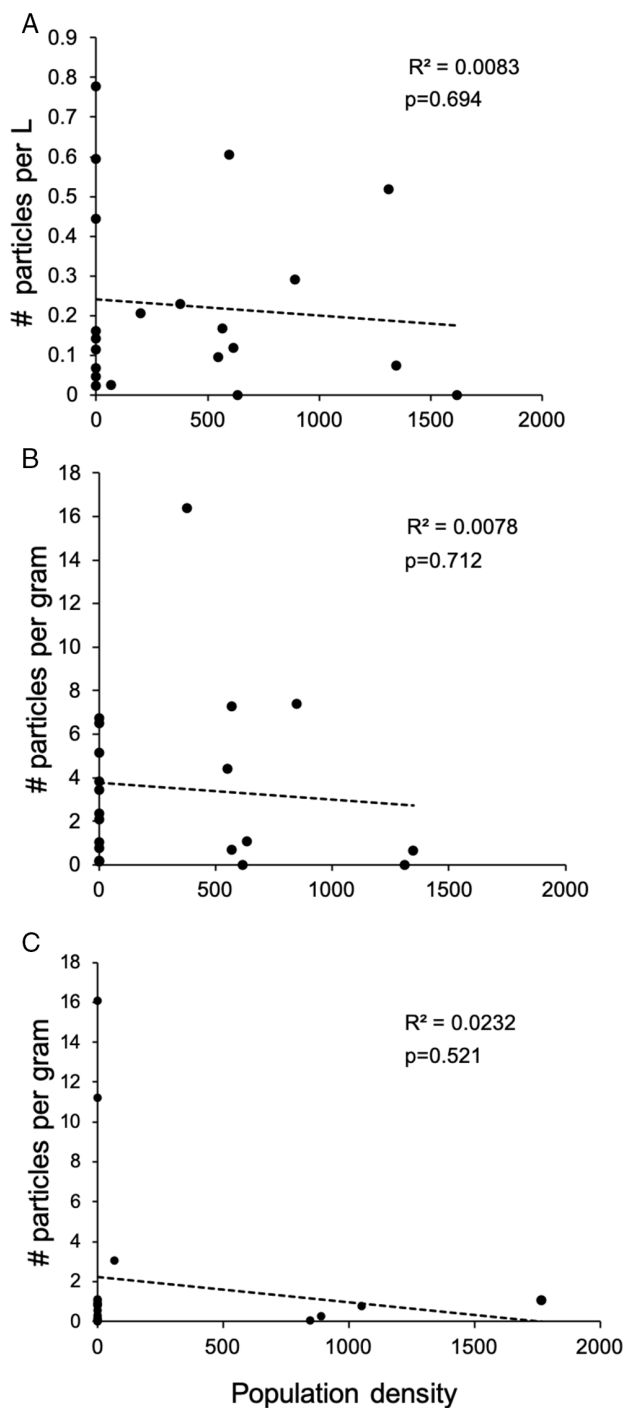 A
# particles per L
0.9
0.8
0.7
0.6
0.5
0.4
0.3
0.2
0.1
0
R² = 0.0083
p=0.694
0 500 1000 1500 2000
B
# particles per gram
18
16
14
12
10
8
6
4
2
0
R² = 0.0078
p=0.712
0 500 1000 1500 2000
C
# particles per gram
18
16
14
12
10
8
6
4
2
0
R² = 0.0232
p=0.521
0 500 1000 1500 2000
Population density